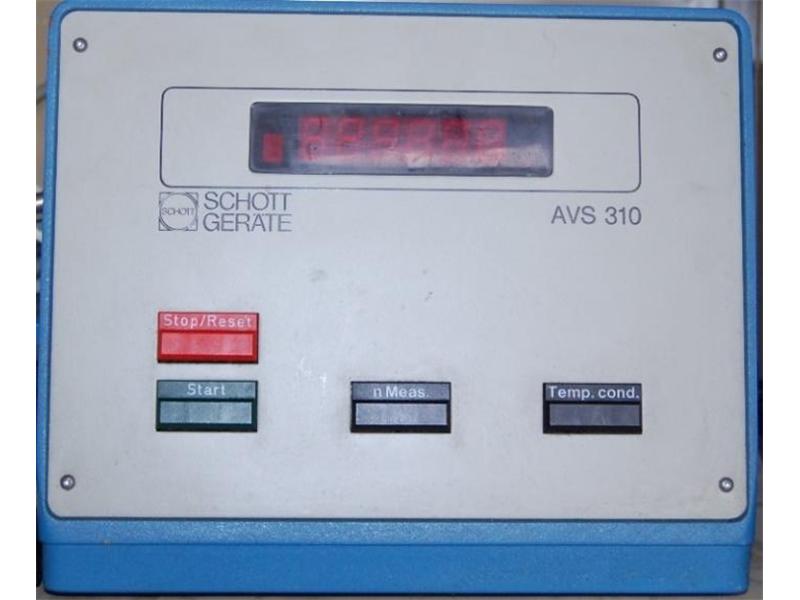 SCHOTT
SCHOTT
GERÄTE
AVS 310
Stop/Reset
Start
n Meas.
Temp. cond.